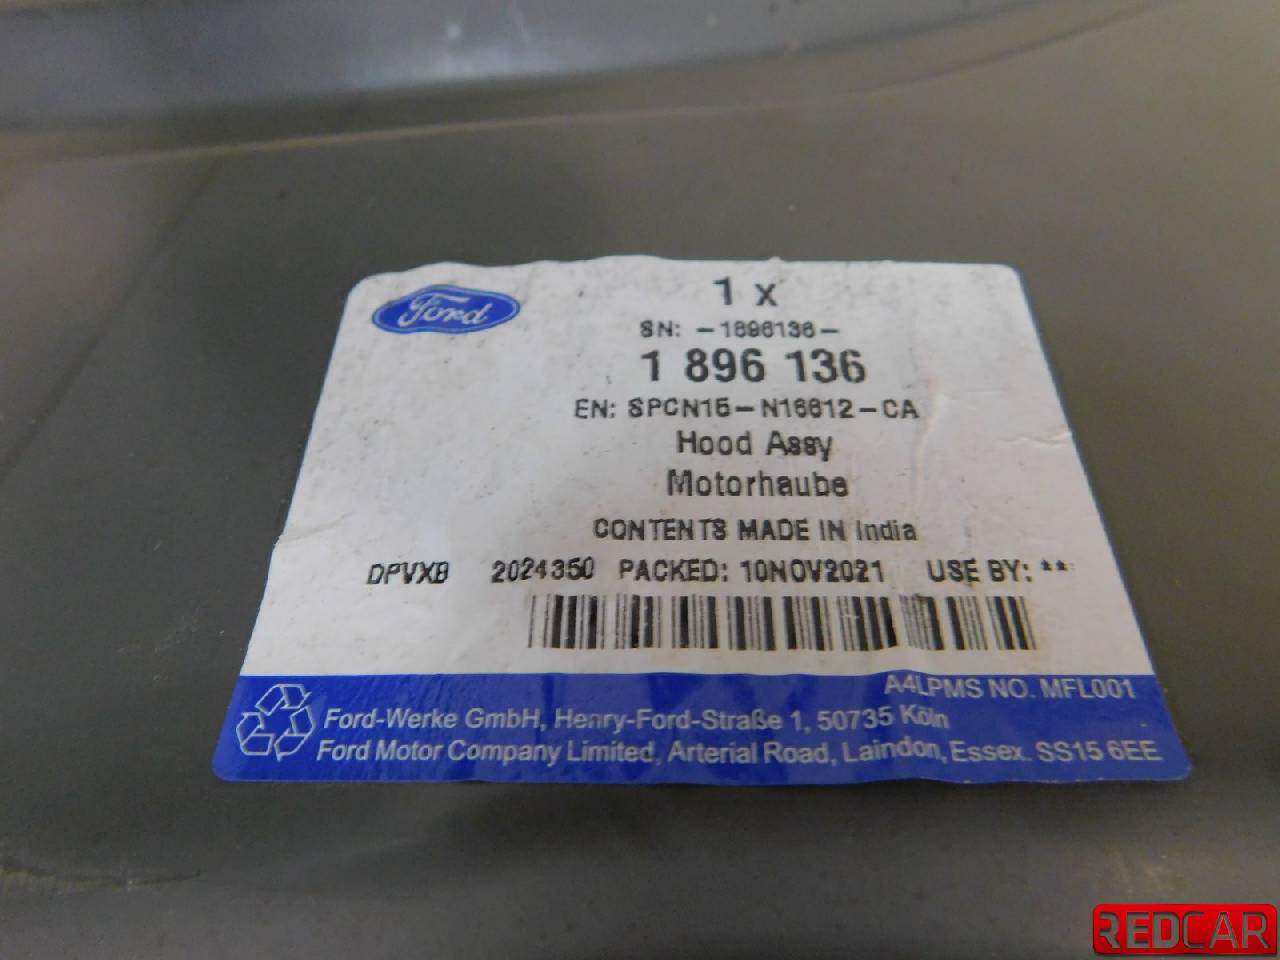 Ford
1 x
SN: -1896136-
1 896 136
EN: SPCN15-N16612-CA
Hood Assy
Motorhaube
CONTENTS MADE IN India
DPVXB 2024350 PACKED: 10NOV2021 USE BY: **
A4LPMS NO. MFL001
Ford-Werke GmbH, Henry-Ford-Straße 1, 50735 Köln
Ford Motor Company Limited, Arterial Road, Laindon, Essex. SS15 6EE
REDCAR